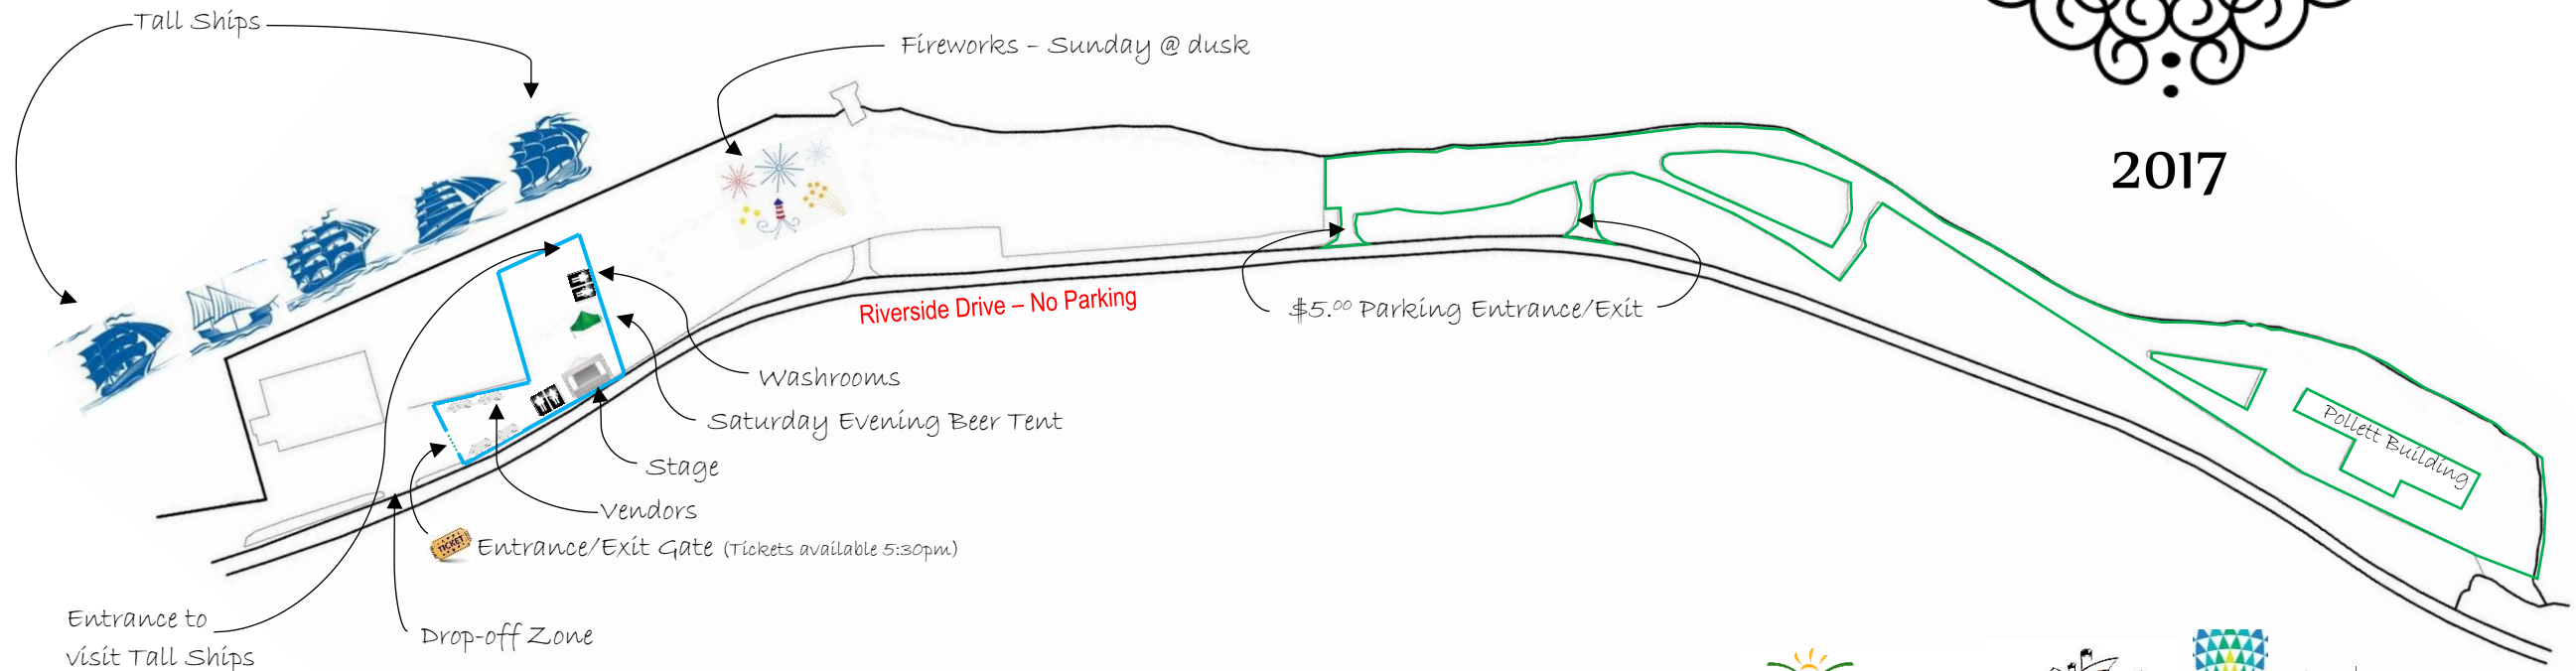 Tall Ships
Fireworks – Sunday @ dusk
2017
Riverside Drive – No Parking
$5.00 Parking Entrance/Exit
Washrooms
Saturday Evening Beer Tent
Stage
Vendors
TICKET
Entrance/Exit Gate (Tickets available 5:30pm)
Pollett Building
Entrance to
visit Tall Ships
Drop-off Zone